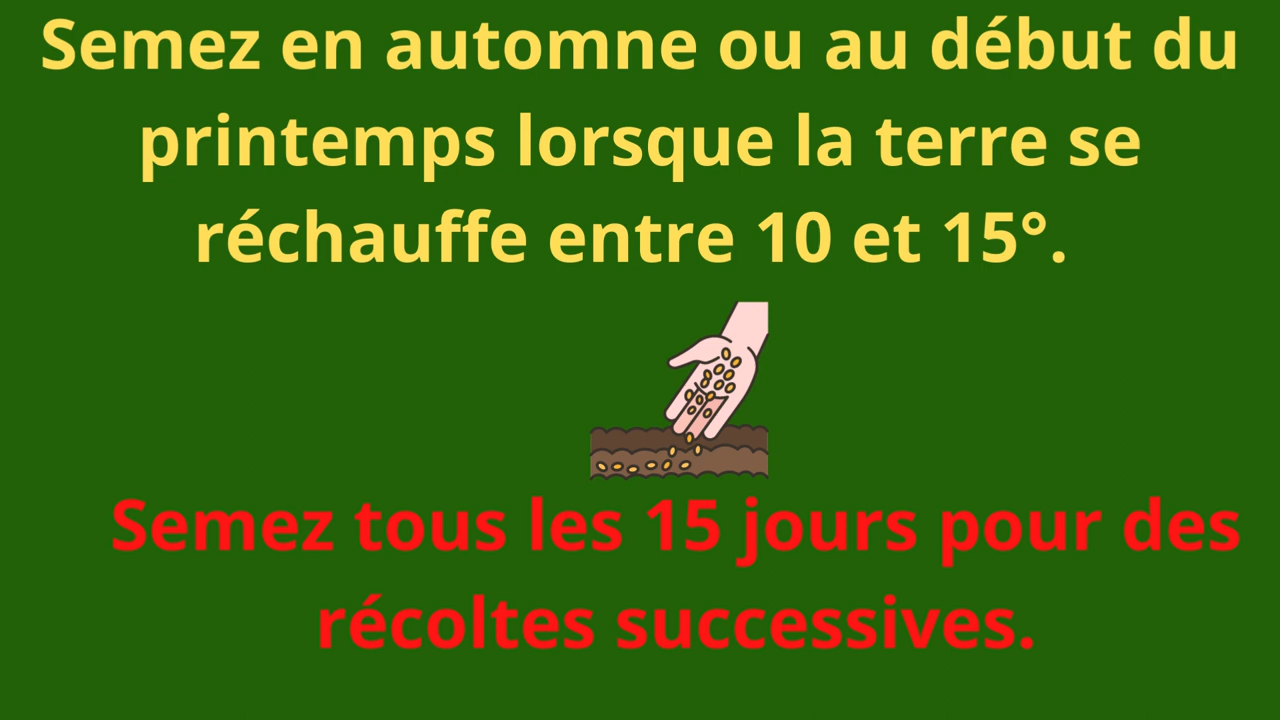 Semez en automne ou au début du
printemps lorsque la terre se
réchauffe entre 10 et 15°.
Semez tous les 15 jours pour des
récoltes successives.